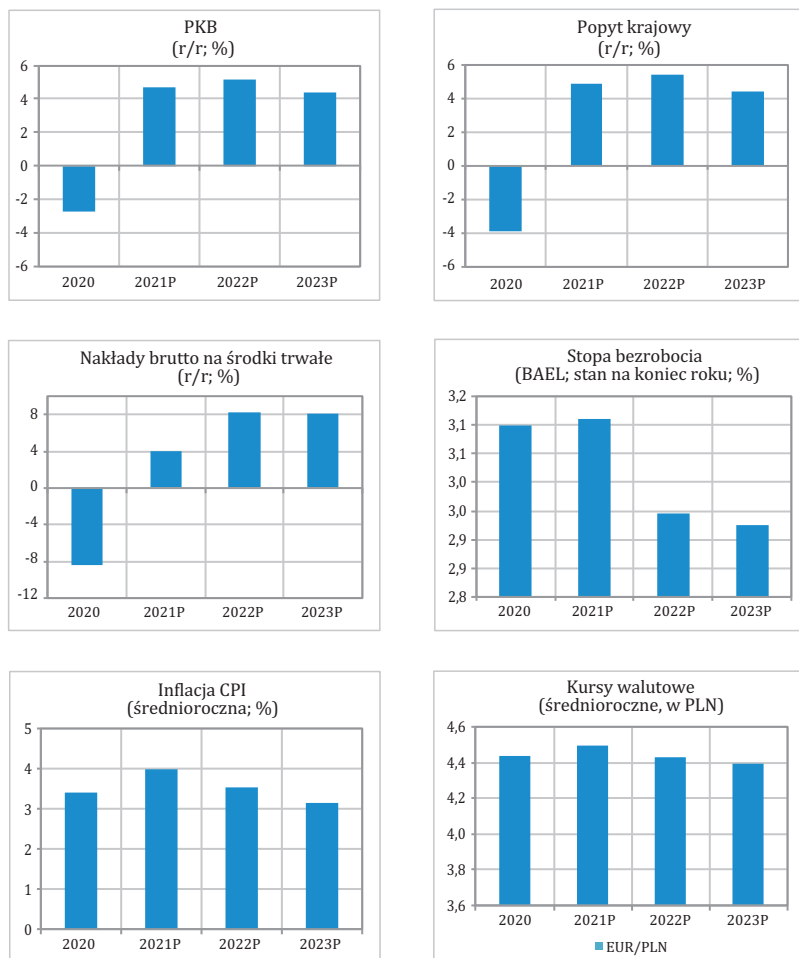 PKB
(r/r; %)
6
4
2
0
-2
-4
-6
2020 2021P 2022P 2023P
Popyt krajowy
(r/r; %)
6
4
2
0
-2
-4
-6
2020 2021P 2022P 2023P
Nakłady brutto na środki trwałe
(r/r; %)
8
4
0
-4
-8
-12
2020 2021P 2022P 2023P
Stopa bezrobocia
(BAEL; stan na koniec roku; %)
3,2
3,1
3,1
3,0
3,0
2,9
2,9
2,8
2020 2021P 2022P 2023P
Inflacja CPI
(średnioroczna; %)
5
4
3
2
1
0
2020 2021P 2022P 2023P
Kursy walutowe
(średnioroczne, w PLN)
4,6
4,4
4,2
4,0
3,8
3,6
2020 2021P 2022P 2023P
EUR/PLN